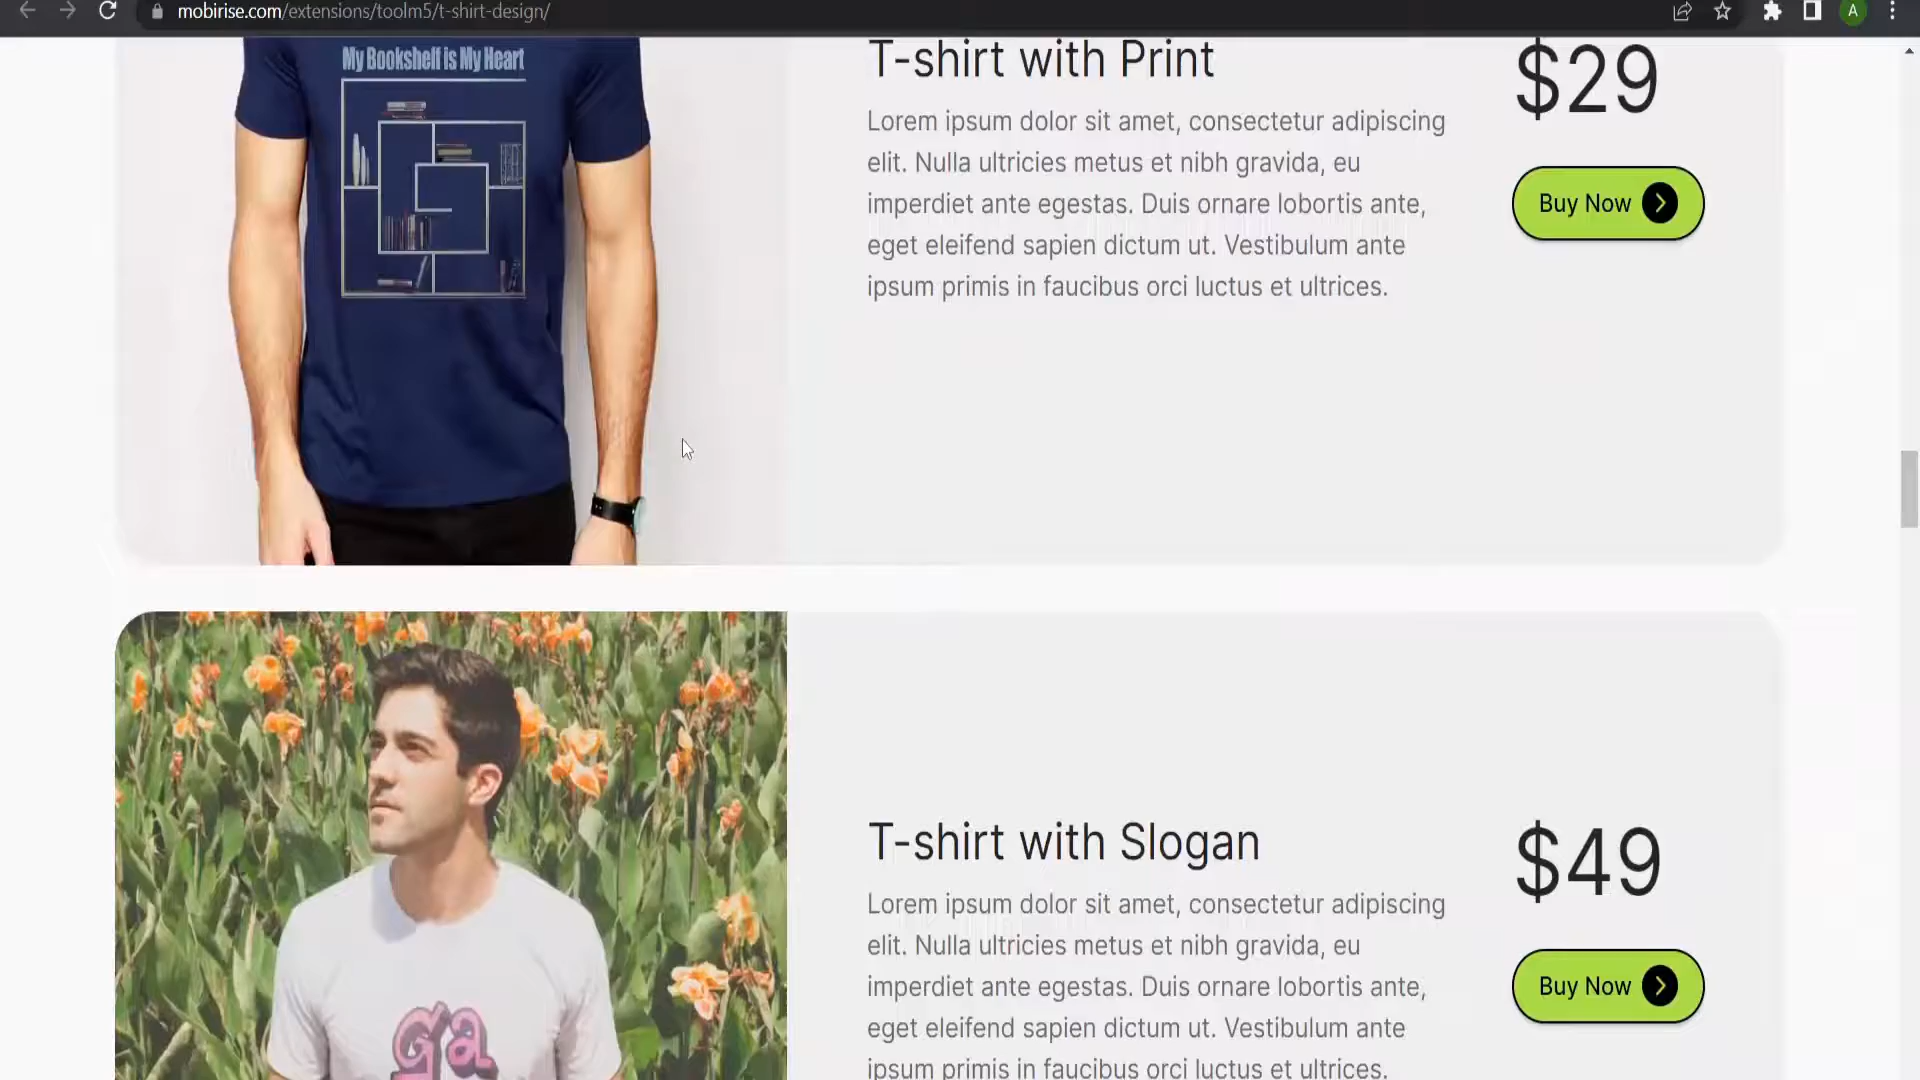 mobirise.com/extensions/toolm5/t-shirt-design/
A
My Bookshelf is My Heart
T-shirt with Print
$29
Lorem ipsum dolor sit amet, consectetur adipiscing
elit. Nulla ultricies metus et nibh gravida, eu
imperdiet ante egestas. Duis ornare lobortis ante,
eget eleifend sapien dictum ut. Vestibulum ante
ipsum primis in faucibus orci luctus et ultrices.
Buy Now
T-shirt with Slogan
$49
Lorem ipsum dolor sit amet, consectetur adipiscing
elit. Nulla ultricies metus et nibh gravida, eu
imperdiet ante egestas. Duis ornare lobortis ante,
eget eleifend sapien dictum ut. Vestibulum ante
ipsum primis in faucibus orci luctus et ultrices.
Buy Now
ga